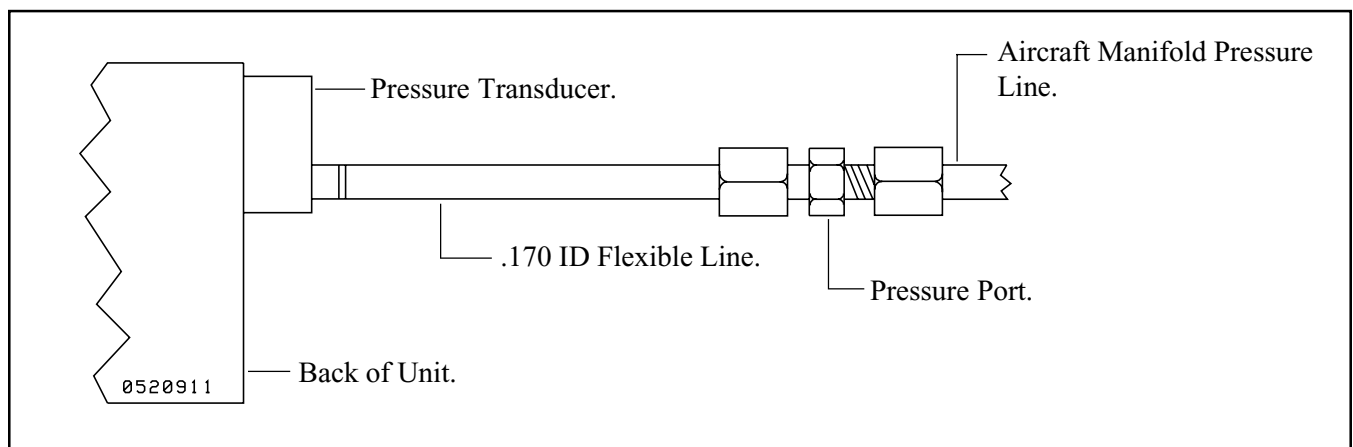 Aircraft Manifold Pressure
Line.
Pressure Transducer.
.170 ID Flexible Line.
Pressure Port.
Back of Unit.
0520911